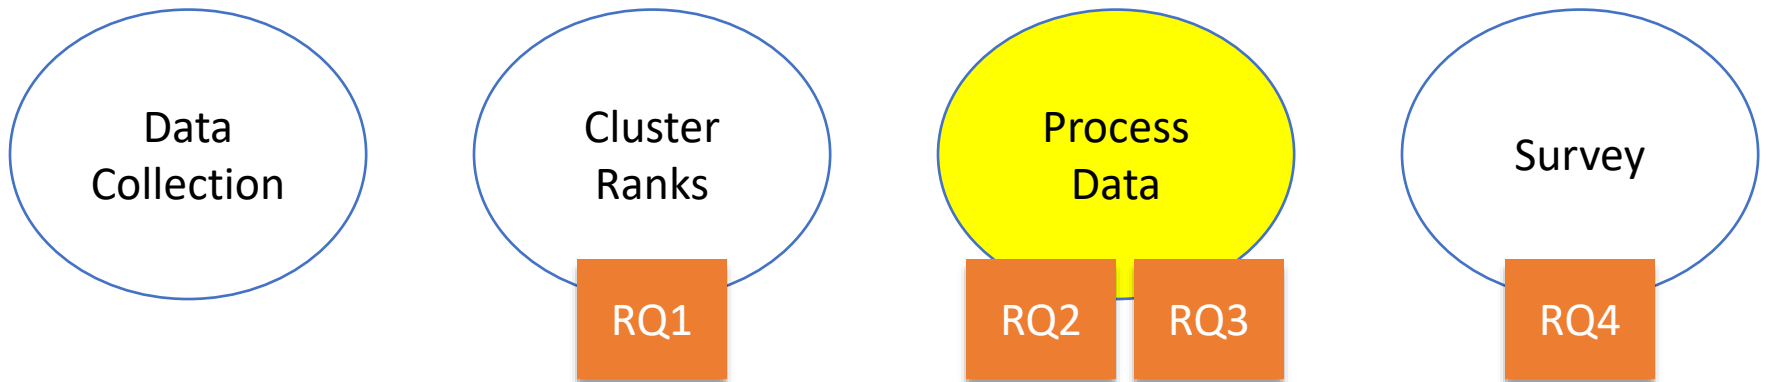 Data
Collection
Cluster
Ranks
Process
Data
Survey
RQ1
RQ2
RQ3
RQ4